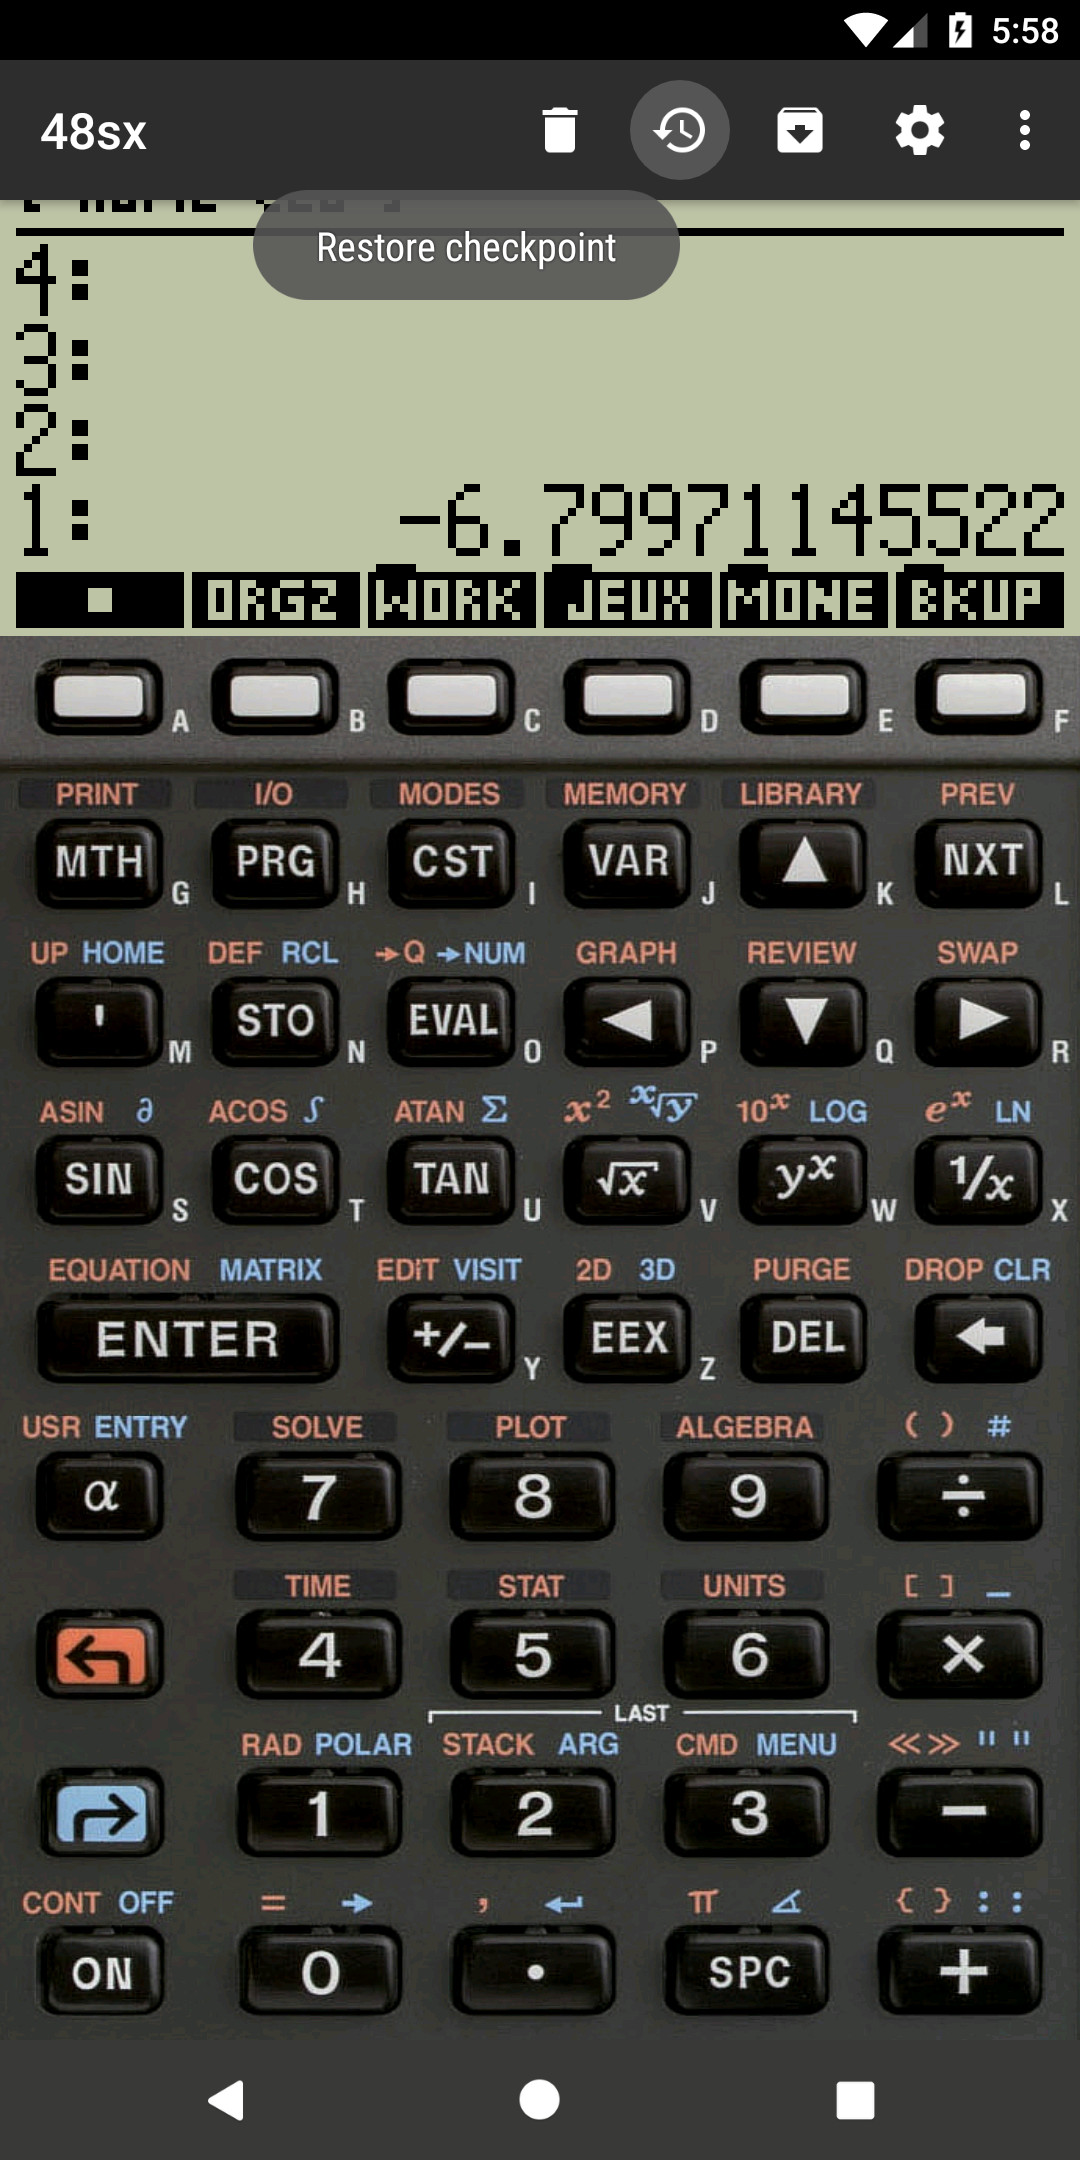 5:58
48sx
Restore checkpoint
4:
3:
2:
1: -6.79971145522
ORGZ WORK JEUX MONE BKUP
A B C D E F
PRINT I/O MODES MEMORY LIBRARY PREV
MTH G PRG H CST I VAR J ▲ K NXT L
UP HOME DEF RCL →Q →NUM GRAPH REVIEW SWAP
' M STO N EVAL O ◀ P ▼ Q ▶ R
ASIN ∂ ACOS ∫ ATAN Σ x² ˣ√y 10ˣ LOG eˣ LN
SIN S COS T TAN U √x V yˣ W 1/x X
EQUATION MATRIX EDIT VISIT 2D 3D PURGE DROP CLR
ENTER +/− Y EEX Z DEL ←
USR ENTRY SOLVE PLOT ALGEBRA ( ) #
α 7 8 9 ÷
TIME STAT UNITS [ ] _
4 5 6 ×
LAST
RAD POLAR STACK ARG CMD MENU ≪≫ " "
1 2 3 −
CONT OFF = → , ↵ π ∡ { } : :
ON 0 . SPC +